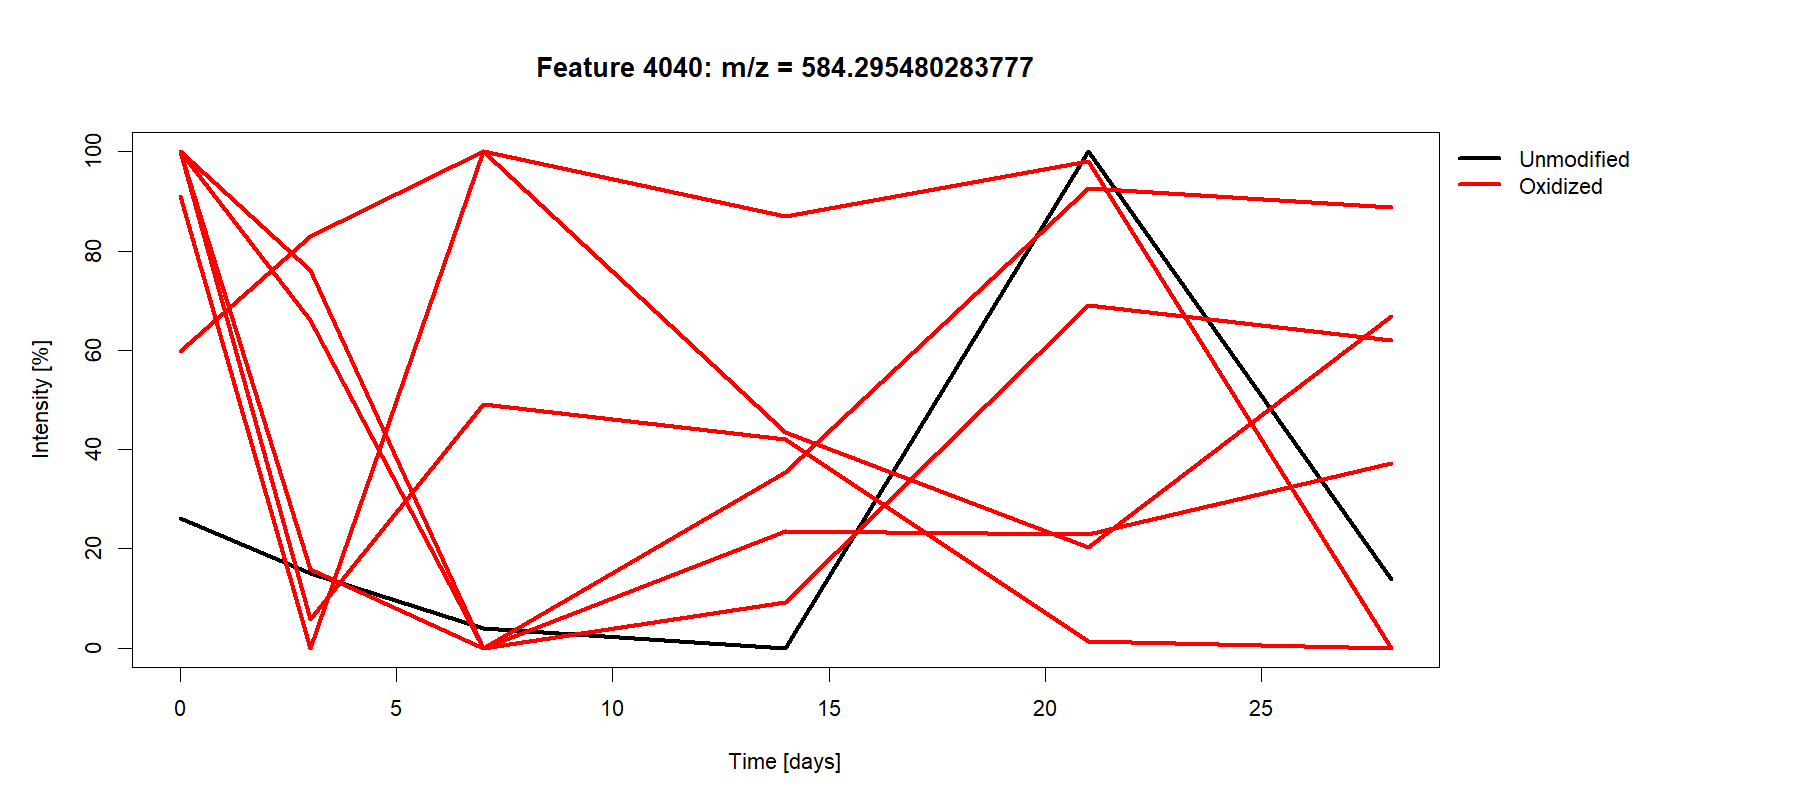 Feature 4040: m/z = 584.295480283777
Unmodified
Oxidized
Intensity [%]
100
80
60
40
20
0
0 5 10 15 20 25
Time [days]